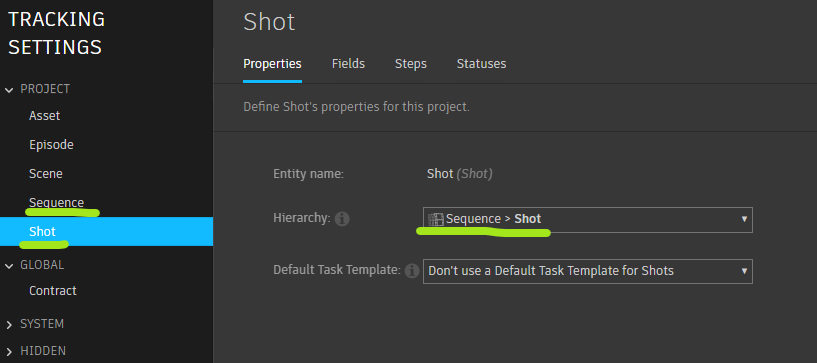 TRACKING
SETTINGS
PROJECT
Asset
Episode
Scene
Sequence
Shot
GLOBAL
Contract
SYSTEM
HIDDEN
Shot
Properties Fields Steps Statuses
Define Shot's properties for this project.
Entity name: Shot (Shot)
Hierarchy: Sequence > Shot
Default Task Template: Don't use a Default Task Template for Shots